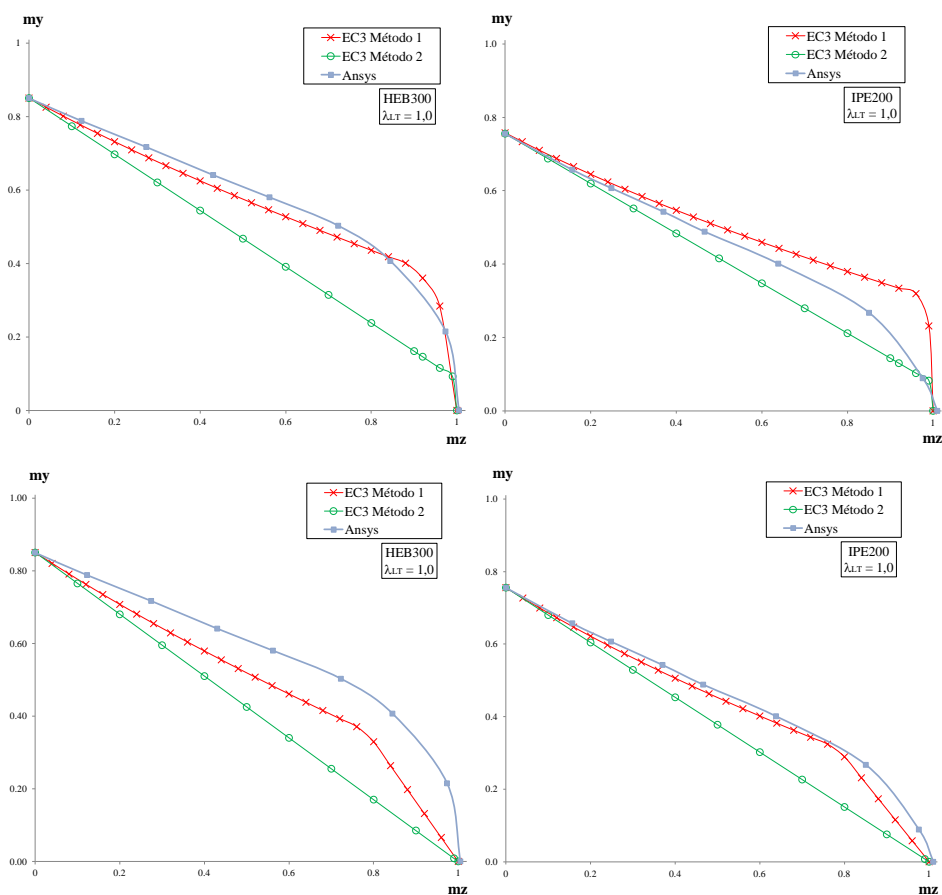 my
EC3 Método 1
EC3 Método 2
Ansys
HEB300
λLT = 1,0
1
0.8
0.6
0.4
0.2
0
0 0.2 0.4 0.6 0.8 1
mz
my
EC3 Método 1
EC3 Método 2
Ansys
IPE200
λLT = 1,0
1.0
0.8
0.6
0.4
0.2
0.0
0 0.2 0.4 0.6 0.8 1
mz
my
EC3 Método 1
EC3 Método 2
Ansys
HEB300
λLT = 1,0
1.00
0.80
0.60
0.40
0.20
0.00
0 0.2 0.4 0.6 0.8 1
mz
my
EC3 Método 1
EC3 Método 2
Ansys
IPE200
λLT = 1,0
1.0
0.8
0.6
0.4
0.2
0.0
0 0.2 0.4 0.6 0.8 1
mz